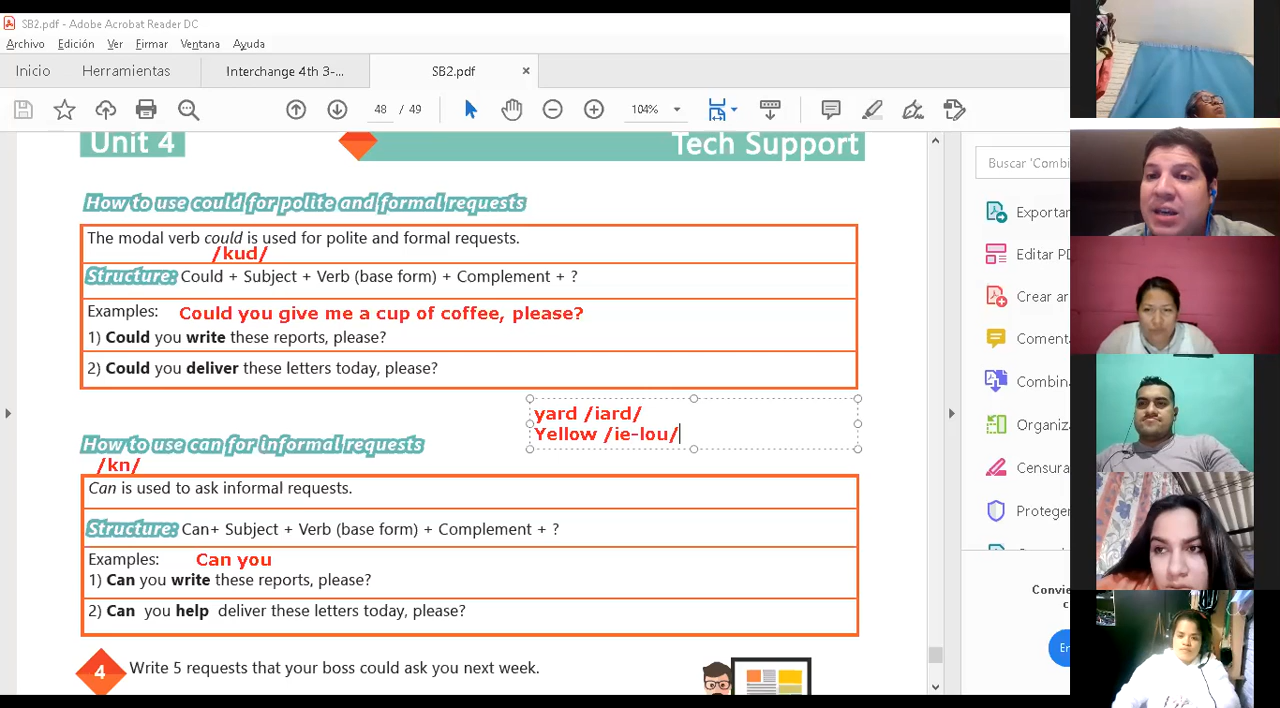 SB2.pdf - Adobe Acrobat Reader DC
Archivo Edición Ver Firmar Ventana Ayuda
Inicio Herramientas Interchange 4th 3-... SB2.pdf ×
48 / 49 104%
Unit 4 Tech Support
How to use could for polite and formal requests
The modal verb could is used for polite and formal requests.
/kud/
Structure: Could + Subject + Verb (base form) + Complement + ?
Examples: Could you give me a cup of coffee, please?
1) Could you write these reports, please?
2) Could you deliver these letters today, please?
yard /iard/
Yellow /ie-lou/
How to use can for informal requests
/kn/
Can is used to ask informal requests.
Structure: Can+ Subject + Verb (base form) + Complement + ?
Examples: Can you
1) Can you write these reports, please?
2) Can you help deliver these letters today, please?
4 Write 5 requests that your boss could ask you next week.
Buscar 'Comb
Exportar
Editar PD
Crear ar
Coment
Combin
Organiz
Censura
Proteger
Convie
c